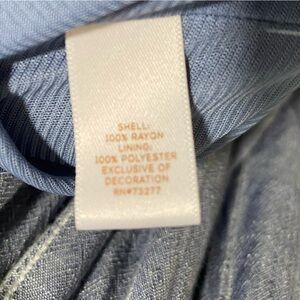 SHELL:
100% RAYON
LINING:
100% POLYESTER
EXCLUSIVE OF
DECORATION
RN#73277